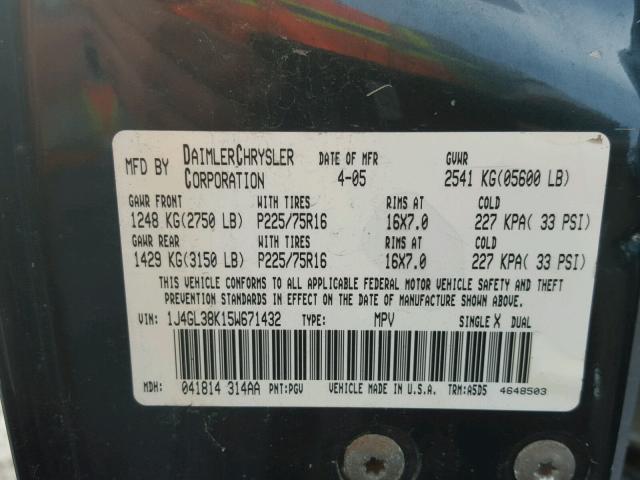 MFD BY DAIMLERCHRYSLER CORPORATION DATE OF MFR 4-05 GVWR 2541 KG(05600 LB)
GAWR FRONT WITH TIRES RIMS AT COLD
1248 KG(2750 LB) P225/75R16 16X7.0 227 KPA( 33 PSI)
GAWR REAR WITH TIRES RIMS AT COLD
1429 KG(3150 LB) P225/75R16 16X7.0 227 KPA( 33 PSI)
THIS VEHICLE CONFORMS TO ALL APPLICABLE FEDERAL MOTOR VEHICLE SAFETY AND THEFT
PREVENTION STANDARDS IN EFFECT ON THE DATE OF MANUFACTURE SHOWN ABOVE.
VIN: 1J4GL38K15W671432 TYPE: MPV SINGLE X DUAL
MDH: 041814 314AA PNT:PGV VEHICLE MADE IN U.S.A. TRM:A5D5 4648503